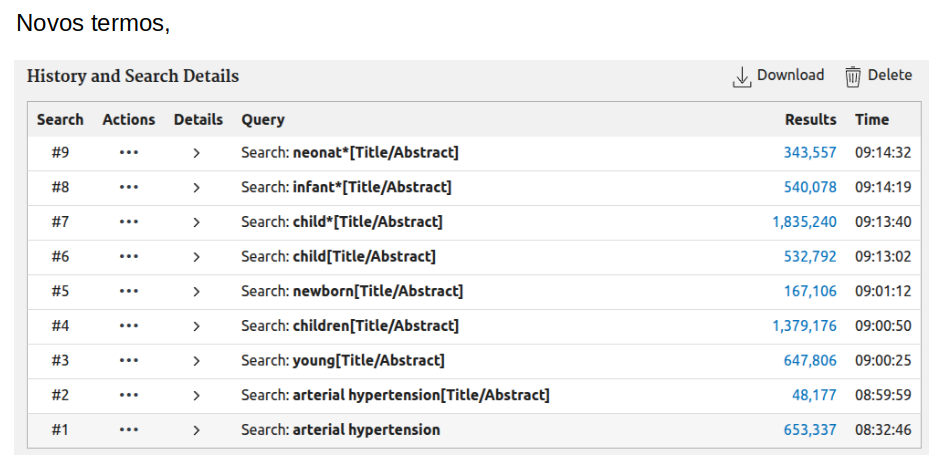 Novos termos,
History and Search Details Download Delete
Search Actions Details Query Results Time
#9 ••• > Search: neonat*[Title/Abstract] 343,557 09:14:32
#8 ••• > Search: infant*[Title/Abstract] 540,078 09:14:19
#7 ••• > Search: child*[Title/Abstract] 1,835,240 09:13:40
#6 ••• > Search: child[Title/Abstract] 532,792 09:13:02
#5 ••• > Search: newborn[Title/Abstract] 167,106 09:01:12
#4 ••• > Search: children[Title/Abstract] 1,379,176 09:00:50
#3 ••• > Search: young[Title/Abstract] 647,806 09:00:25
#2 ••• > Search: arterial hypertension[Title/Abstract] 48,177 08:59:59
#1 ••• > Search: arterial hypertension 653,337 08:32:46